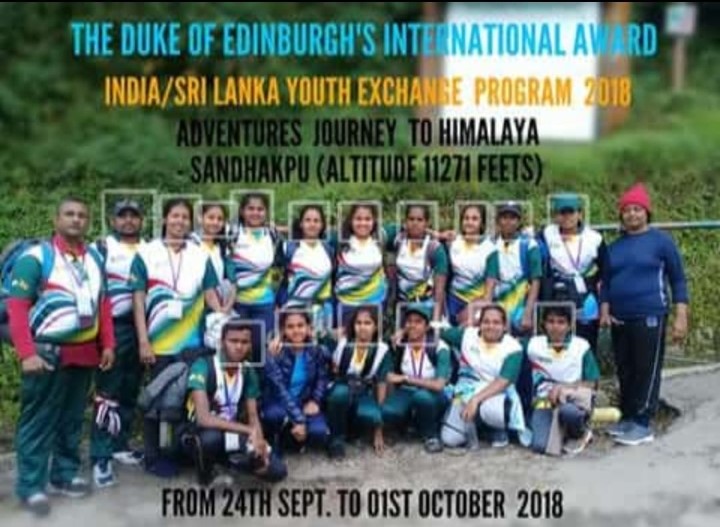 THE DUKE OF EDINBURGH'S INTERNATIONAL AWARD
INDIA/SRI LANKA YOUTH EXCHANGE PROGRAM 2018
ADVENTURES JOURNEY TO HIMALAYA
- SANDHAKPU (ALTITUDE 11271 FEETS)
FROM 24TH SEPT. TO 01ST OCTOBER 2018